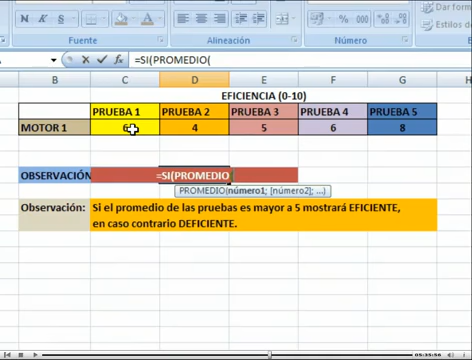 Dar form
Estilos de
Fuente Alineación Número
=SI(PROMEDIO(
B C D E F G
EFICIENCIA (0-10)
PRUEBA 1 PRUEBA 2 PRUEBA 3 PRUEBA 4 PRUEBA 5
MOTOR 1 6 4 5 6 8
OBSERVACIÓN =SI(PROMEDIO(
PROMEDIO(número1; [número2]; ...)
Observación: Si el promedio de las pruebas es mayor a 5 mostrará EFICIENTE,
en caso contrario DEFICIENTE.